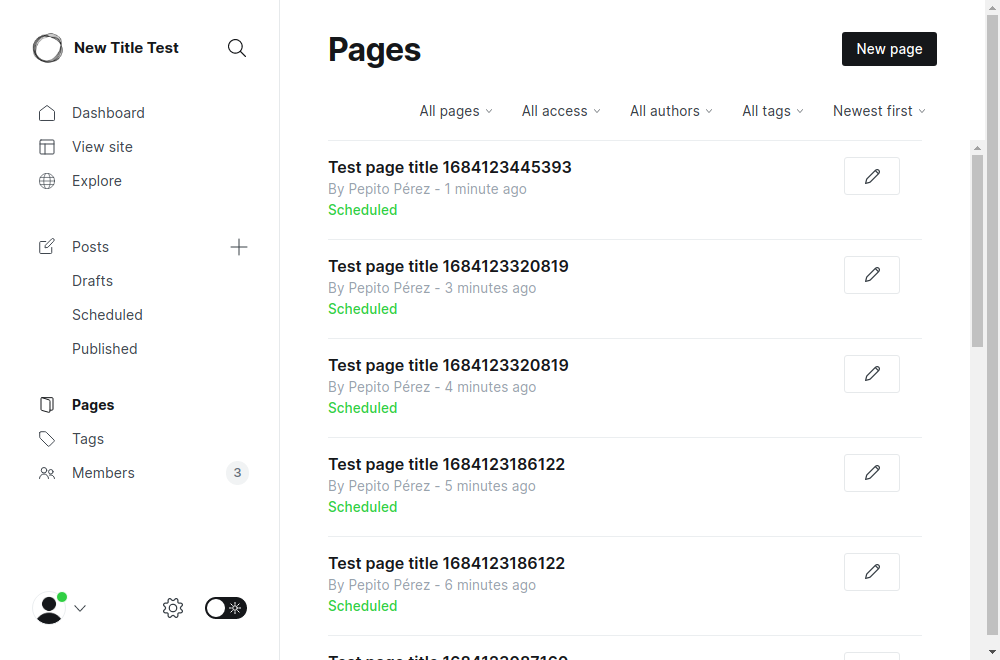 New Title Test
Dashboard
View site
Explore
Posts
Drafts
Scheduled
Published
Pages
Tags
Members
3
Pages
New page
All pages
All access
All authors
All tags
Newest first
Test page title 1684123445393
By Pepito Pérez - 1 minute ago
Scheduled
Test page title 1684123320819
By Pepito Pérez - 3 minutes ago
Scheduled
Test page title 1684123320819
By Pepito Pérez - 4 minutes ago
Scheduled
Test page title 1684123186122
By Pepito Pérez - 5 minutes ago
Scheduled
Test page title 1684123186122
By Pepito Pérez - 6 minutes ago
Scheduled
Test page title